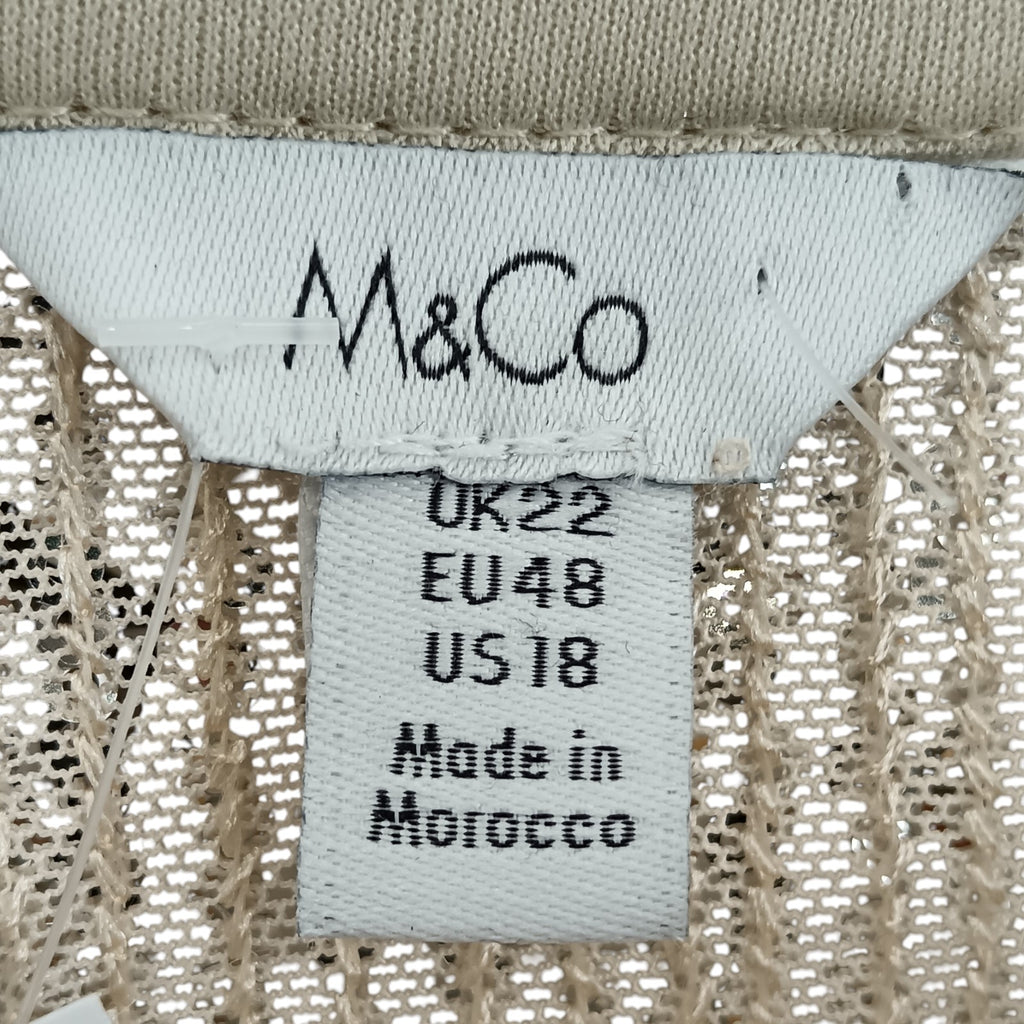 M&Co
UK22
EU48
US18
Made in
Morocco